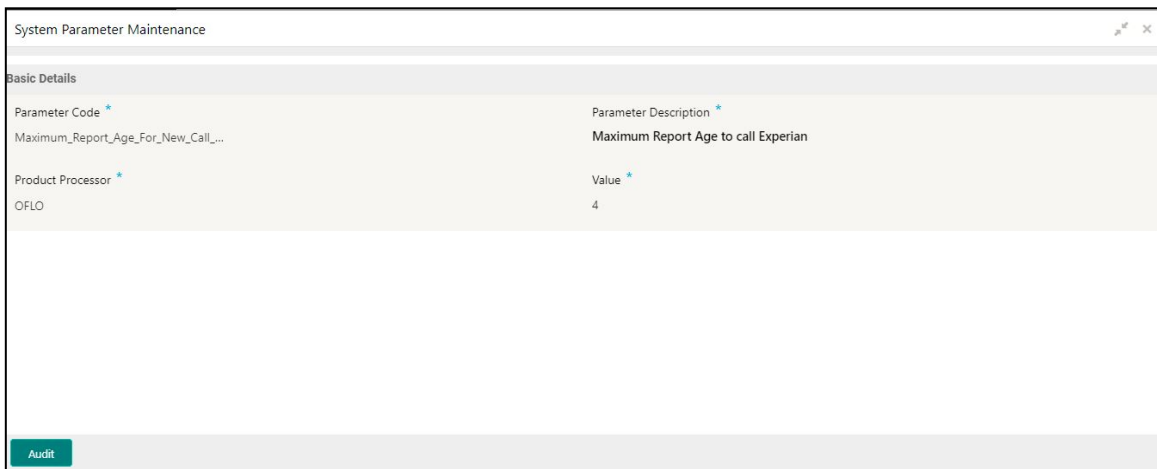 System Parameter Maintenance
Basic Details
Parameter Code *
Parameter Description *
Maximum_Report_Age_For_New_Call_...
Maximum Report Age to call Experian
Product Processor *
Value *
OFLO
4
Audit